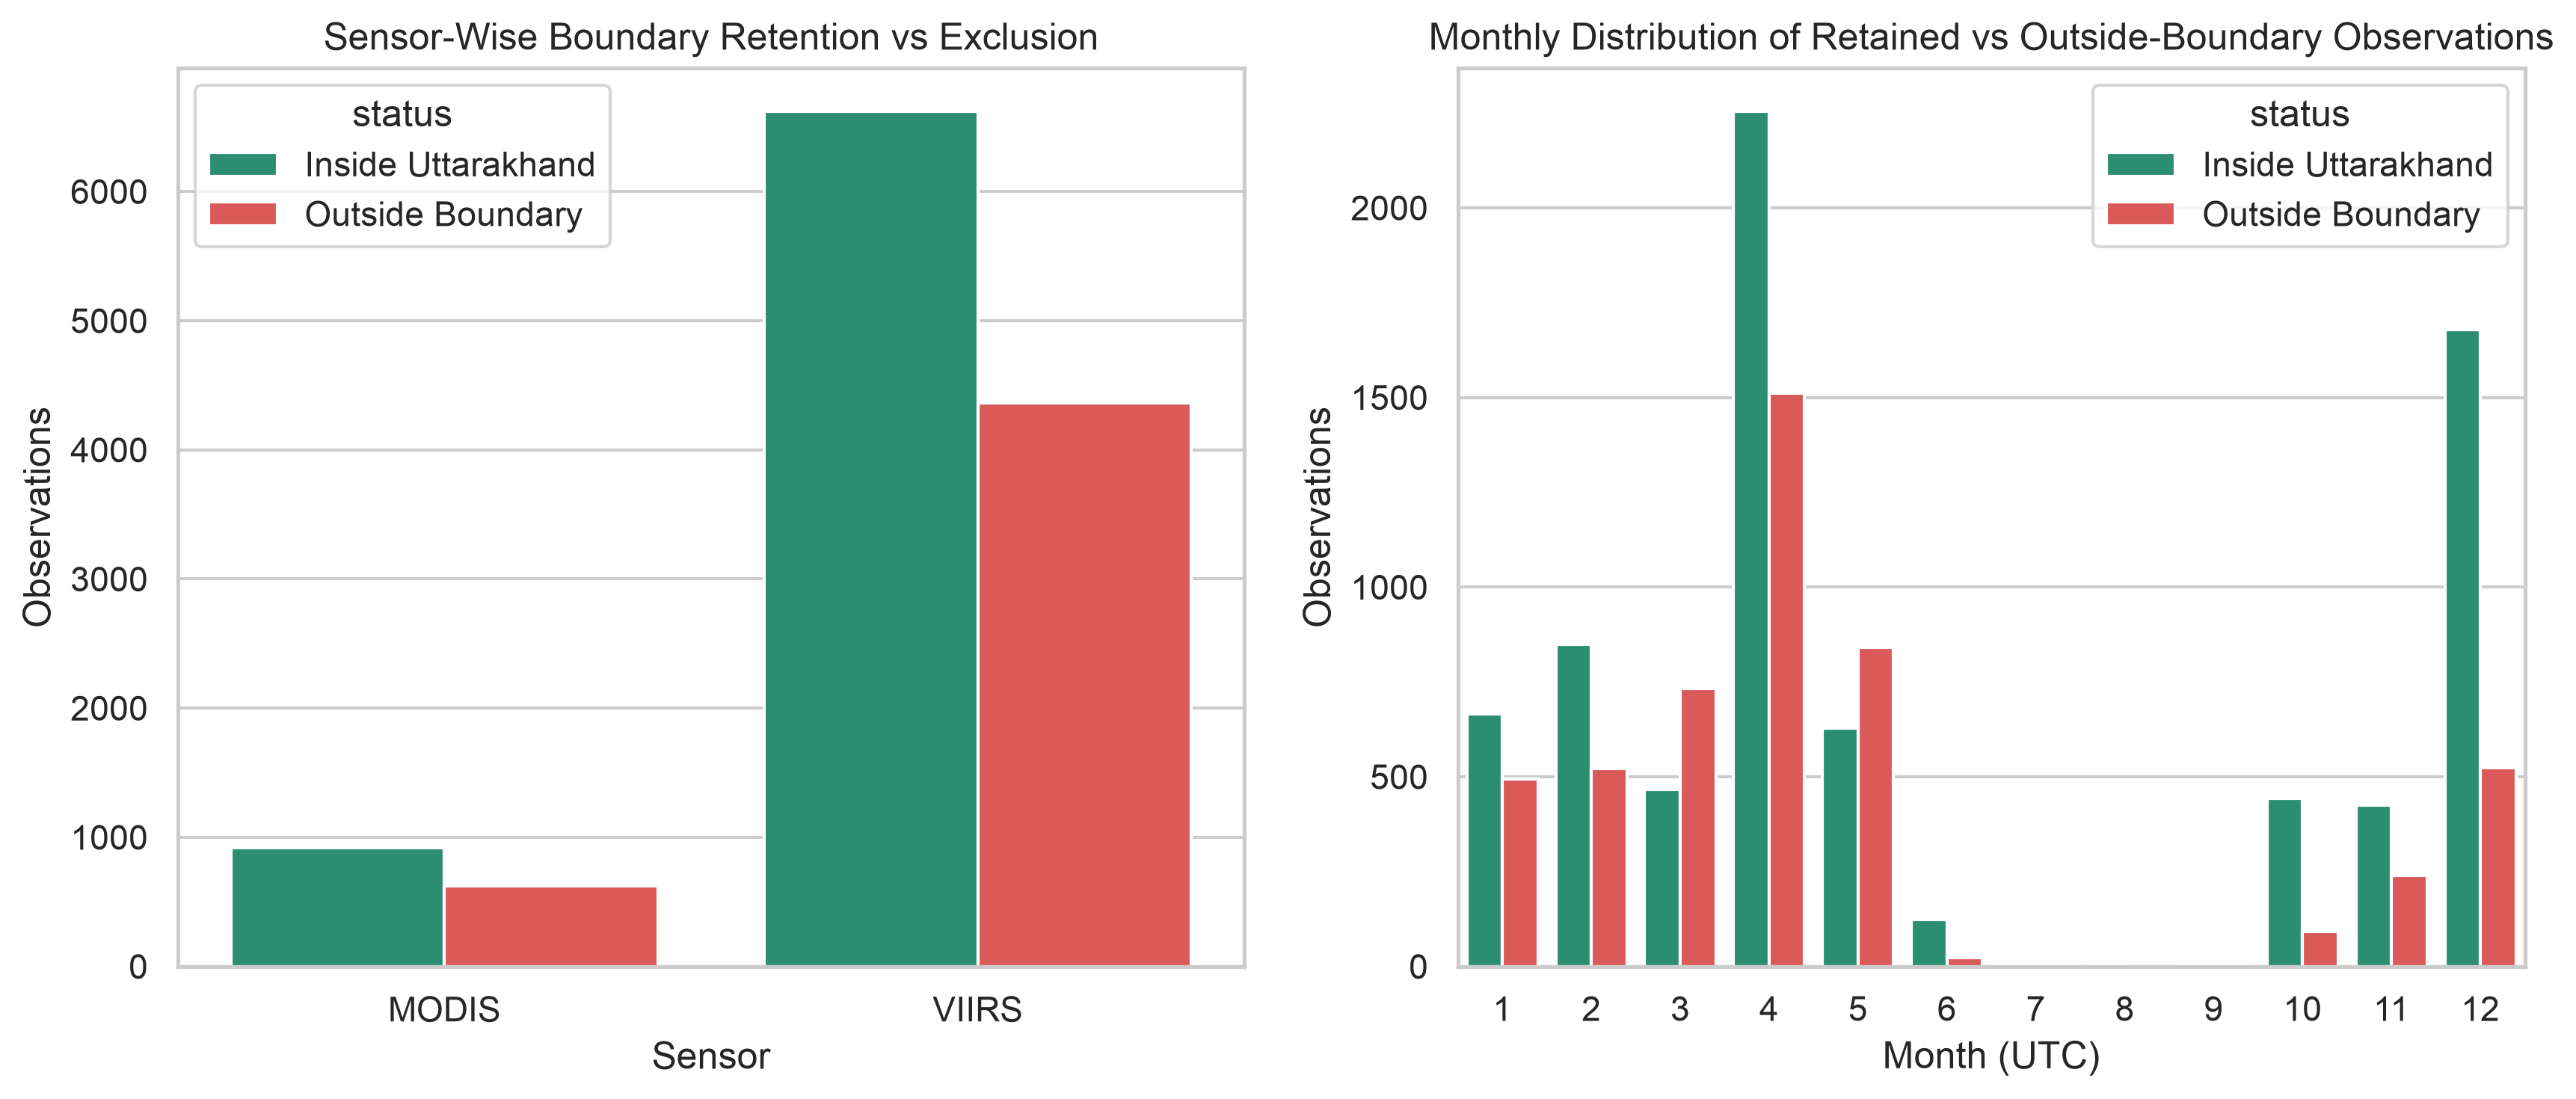 Sensor-Wise Boundary Retention vs Exclusion
status
Inside Uttarakhand
Outside Boundary
Observations
6000
5000
4000
3000
2000
1000
0
MODIS
VIIRS
Sensor
Monthly Distribution of Retained vs Outside-Boundary Observations
status
Inside Uttarakhand
Outside Boundary
Observations
2000
1500
1000
500
0
1 2 3 4 5 6 7 8 9 10 11 12
Month (UTC)